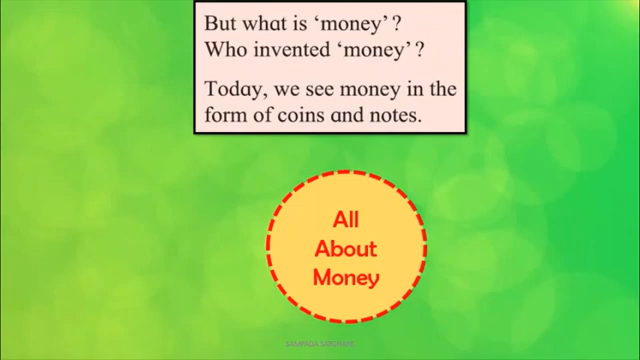 But what is ‘money’?
Who invented ‘money’?
Today, we see money in the
form of coins and notes.
All
About
Money
SAMPADA